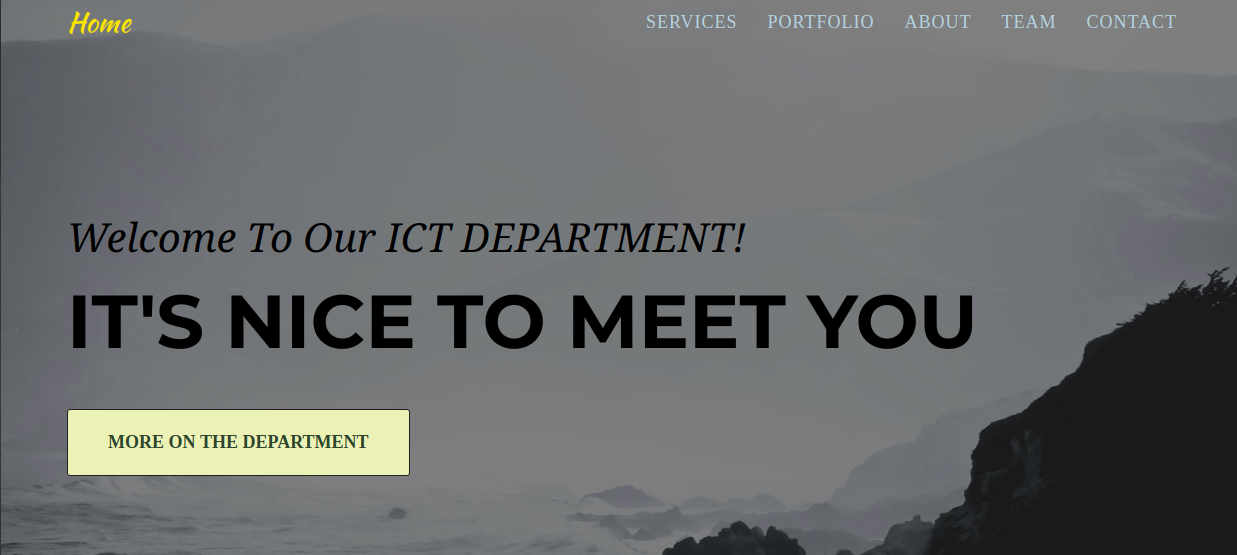 Home
SERVICES PORTFOLIO ABOUT TEAM CONTACT
Welcome To Our ICT DEPARTMENT!
IT'S NICE TO MEET YOU
MORE ON THE DEPARTMENT